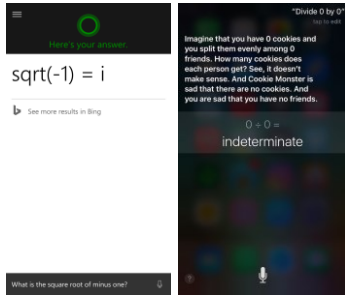 Here's your answer.
sqrt(-1) = i
See more results in Bing
What is the square root of minus one?
"Divide 0 by 0"
tap to edit
Imagine that you have 0 cookies and
you split them evenly among 0
friends. How many cookies does
each person get? See, it doesn't
make sense. And Cookie Monster is
sad that there are no cookies. And
you are sad that you have no friends.
0 ÷ 0 =
indeterminate